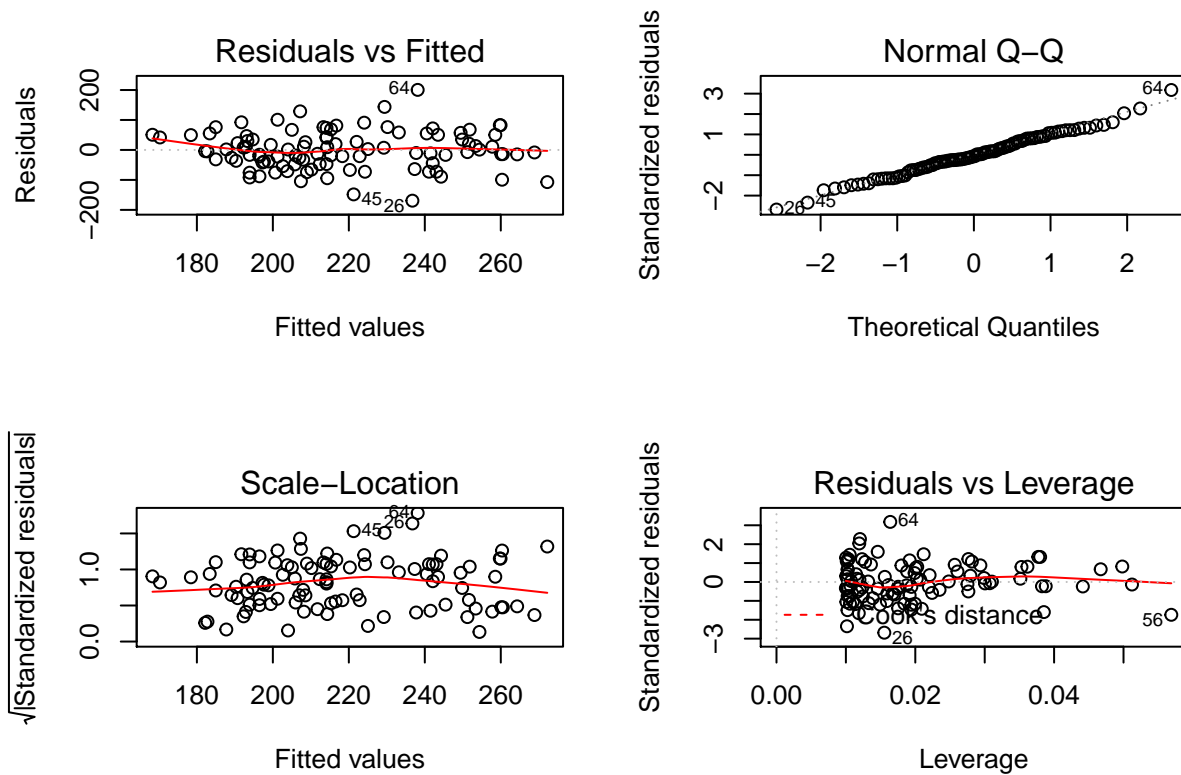 Residuals vs Fitted
Residuals
200
0
−200
64
45
26
180 200 220 240 260
Fitted values
Normal Q−Q
Standardized residuals
3
1
−2
64
26
45
−2 −1 0 1 2
Theoretical Quantiles
Scale−Location
√|Standardized residuals|
1.0
0.0
64
45
26
180 200 220 240 260
Fitted values
Residuals vs Leverage
Standardized residuals
2
0
−3
64
Cook's distance
56
26
0.00 0.02 0.04
Leverage